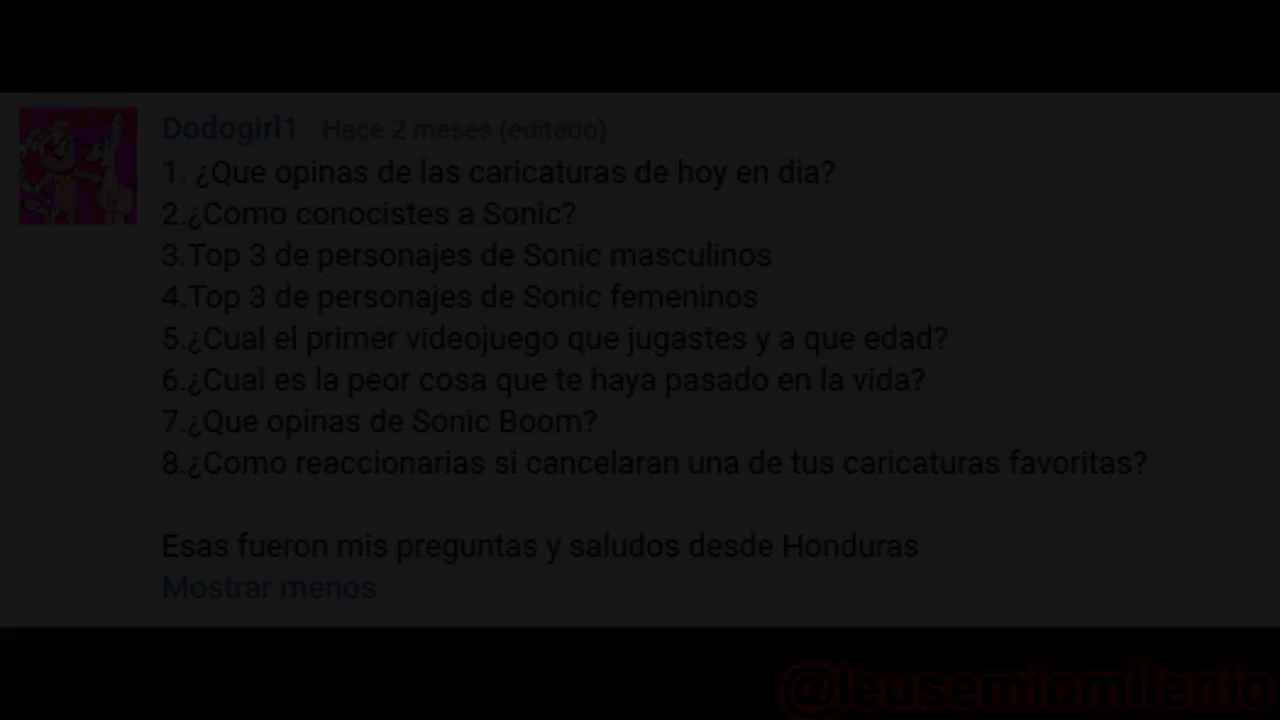 Dodogirl1 Hace 2 meses (editado)
1. ¿Que opinas de las caricaturas de hoy en dia?
2.¿Como conocistes a Sonic?
3.Top 3 de personajes de Sonic masculinos
4.Top 3 de personajes de Sonic femeninos
5.¿Cual el primer videojuego que jugastes y a que edad?
6.¿Cual es la peor cosa que te haya pasado en la vida?
7.¿Que opinas de Sonic Boom?
8.¿Como reaccionarias si cancelaran una de tus caricaturas favoritas?
Esas fueron mis preguntas y saludos desde Honduras
Mostrar menos
@leusemiomilenio